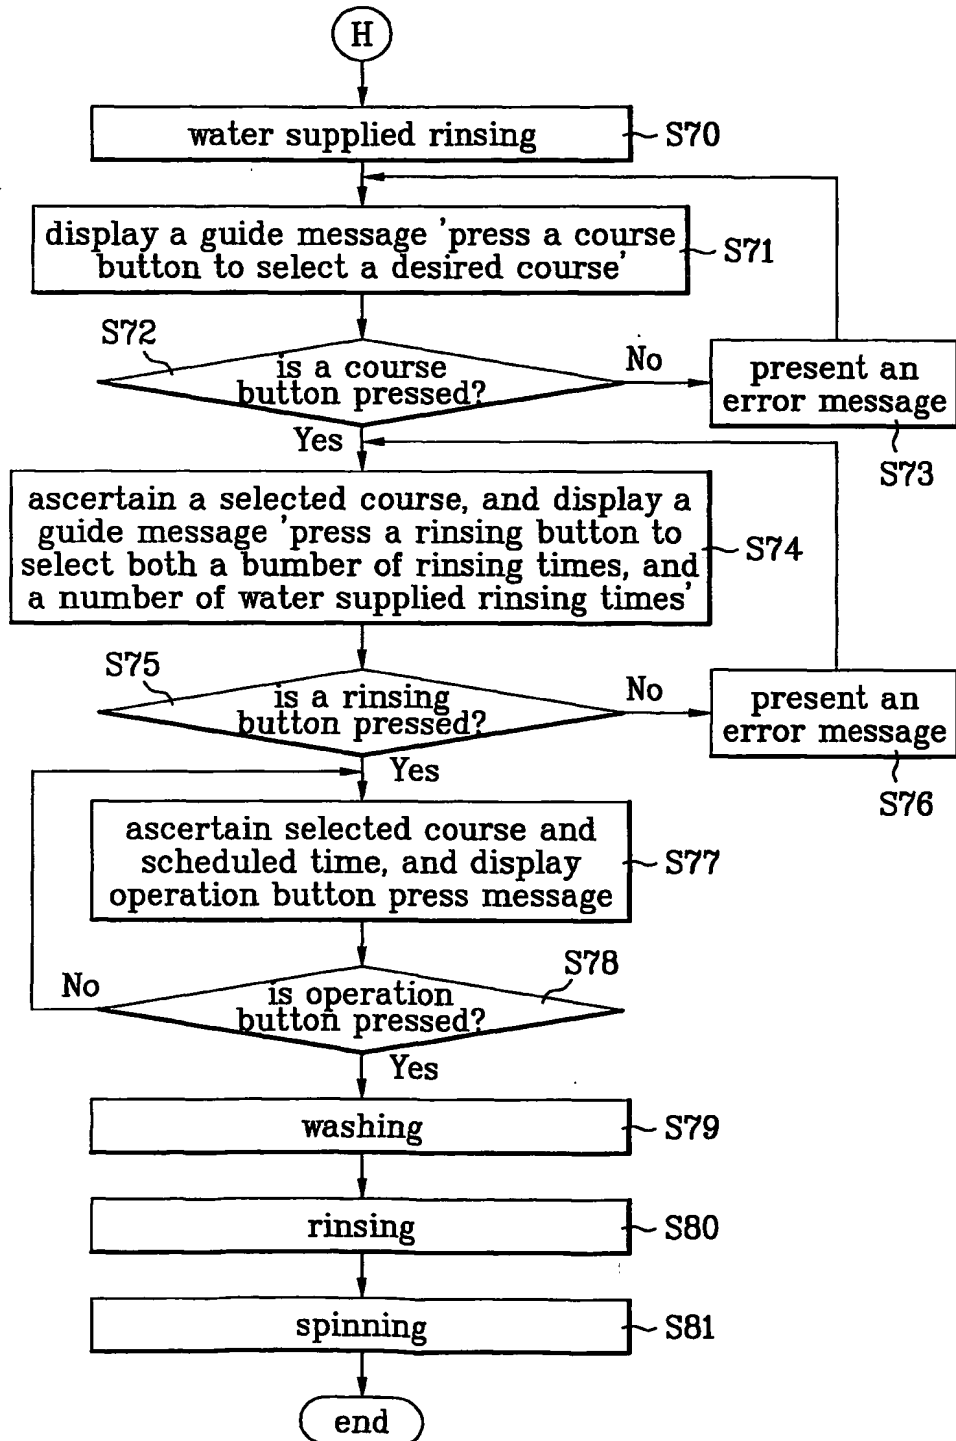 H
water supplied rinsing
S70
display a guide message 'press a course
button to select a desired course'
S71
S72
is a course
button pressed?
No
present an
error message
S73
Yes
ascertain a selected course, and display a
guide message 'press a rinsing button to
select both a bumber of rinsing times, and
a number of water supplied rinsing times'
S74
S75
is a rinsing
button pressed?
No
present an
error message
S76
Yes
ascertain selected course and
scheduled time, and display
operation button press message
S77
S78
is operation
button pressed?
No
Yes
washing
S79
rinsing
S80
spinning
S81
end